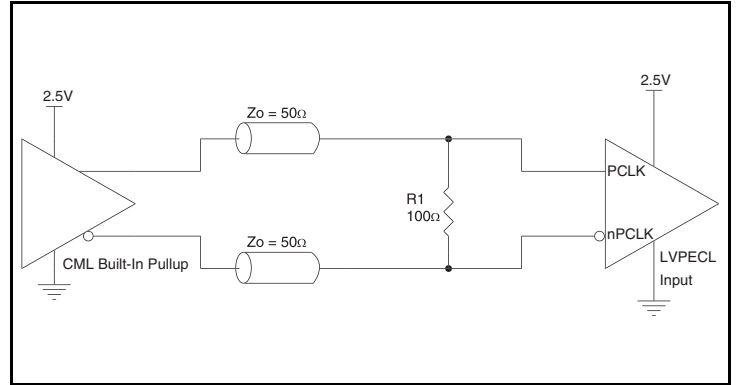 2.5V
2.5V
Zo = 50Ω
PCLK
R1
100Ω
nPCLK
Zo = 50Ω
CML Built-In Pullup
LVPECL
Input